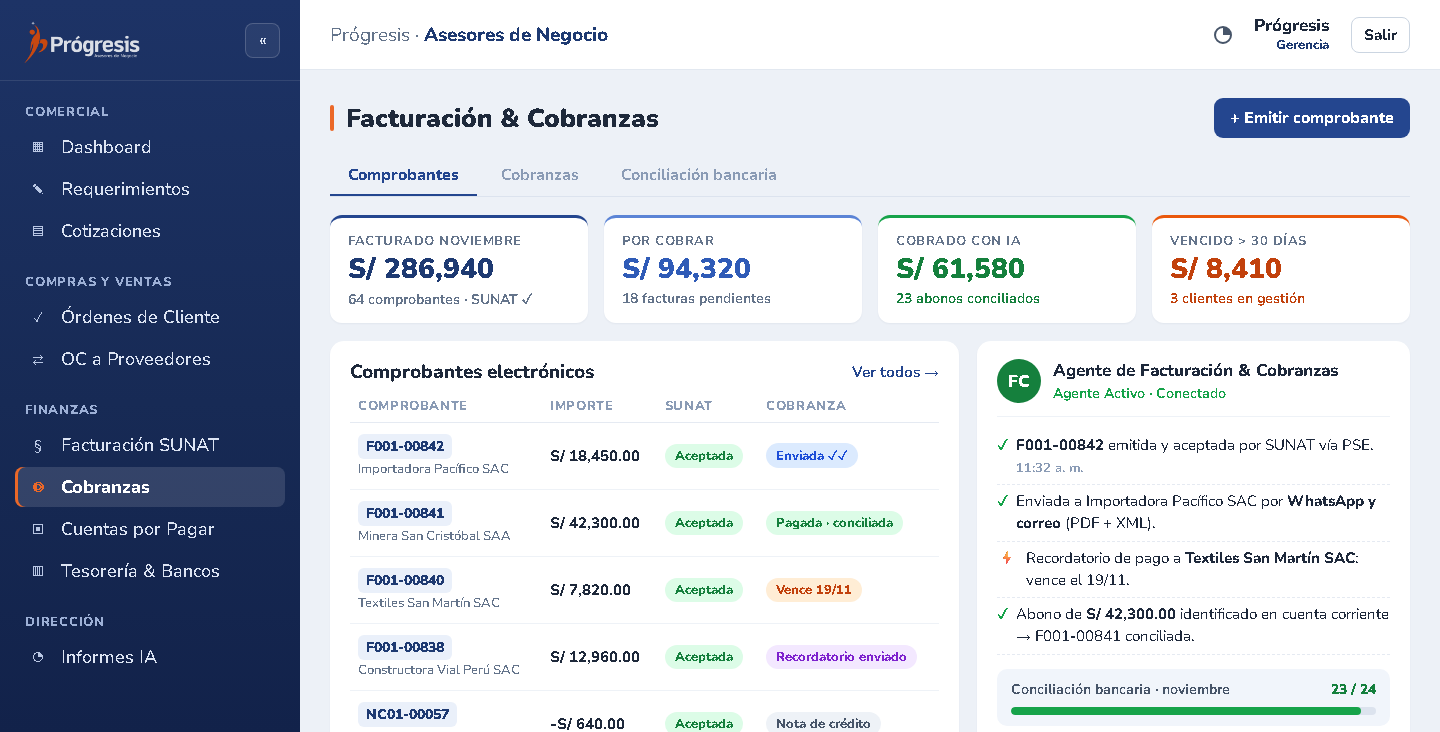 Prógresis
Asesores de Negocio
«
COMERCIAL
Dashboard
Requerimientos
Cotizaciones
COMPRAS Y VENTAS
Órdenes de Cliente
OC a Proveedores
FINANZAS
§ Facturación SUNAT
Cobranzas
Cuentas por Pagar
Tesorería & Bancos
DIRECCIÓN
Informes IA
Prógresis · Asesores de Negocio
Prógresis
Gerencia
Salir
Facturación & Cobranzas
+ Emitir comprobante
Comprobantes Cobranzas Conciliación bancaria
FACTURADO NOVIEMBRE
S/ 286,940
64 comprobantes · SUNAT ✓
POR COBRAR
S/ 94,320
18 facturas pendientes
COBRADO CON IA
S/ 61,580
23 abonos conciliados
VENCIDO > 30 DÍAS
S/ 8,410
3 clientes en gestión
Comprobantes electrónicos Ver todos →
COMPROBANTE IMPORTE SUNAT COBRANZA
F001-00842
Importadora Pacífico SAC
S/ 18,450.00 Aceptada Enviada ✓✓
F001-00841
Minera San Cristóbal SAA
S/ 42,300.00 Aceptada Pagada · conciliada
F001-00840
Textiles San Martín SAC
S/ 7,820.00 Aceptada Vence 19/11
F001-00838
Constructora Vial Perú SAC
S/ 12,960.00 Aceptada Recordatorio enviado
NC01-00057
-S/ 640.00 Aceptada Nota de crédito
FC
Agente de Facturación & Cobranzas
Agente Activo · Conectado
✓ F001-00842 emitida y aceptada por SUNAT vía PSE.
11:32 a. m.
✓ Enviada a Importadora Pacífico SAC por WhatsApp y
correo (PDF + XML).
Recordatorio de pago a Textiles San Martín SAC:
vence el 19/11.
✓ Abono de S/ 42,300.00 identificado en cuenta corriente
→ F001-00841 conciliada.
Conciliación bancaria · noviembre 23 / 24